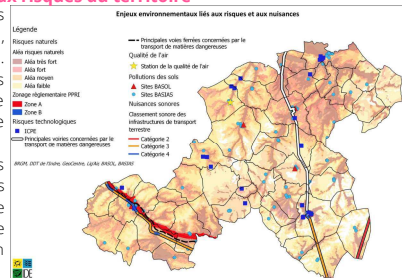 ux risques du territoire
Enjeux environnementaux liés aux risques et aux nuisances
Légende
Risques naturels
Aléa risques naturels
Aléa très fort
Aléa fort
Aléa moyen
Aléa faible
Zonage réglementaire PPRI
Zone A
Zone B
Risques technologiques
ICPE
Principales voiries concernées par le
transport de matières dangereuses
Principales voies ferrées concernées par le
transport de matières dangereuses
Qualité de l'air
Station de la qualité de l'air
Pollutions des sols
Sites BASOL
Sites BASIAS
Nuisances sonores
Classement sonore des
infrastructures de transport
terrestre
Catégorie 2
Catégorie 3
Catégorie 4
BRGM, DDT de l'Indre, GeoCentre, Lig'Air, BASOL, BASIAS